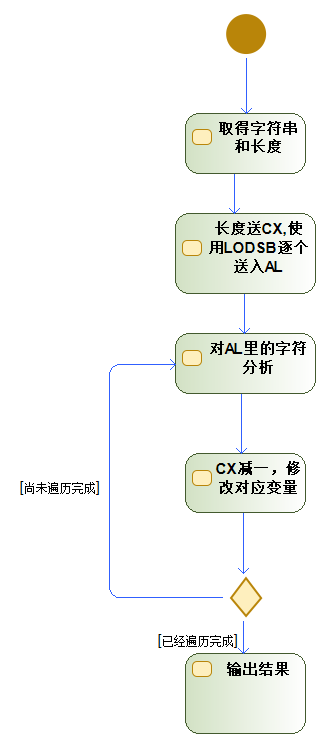 取得字符串
和长度
长度送CX,使
用LODSB逐个
送入AL
对AL里的字符
分析
CX减一，修
改对应变量
[尚未遍历完成]
[已经遍历完成]
输出结果